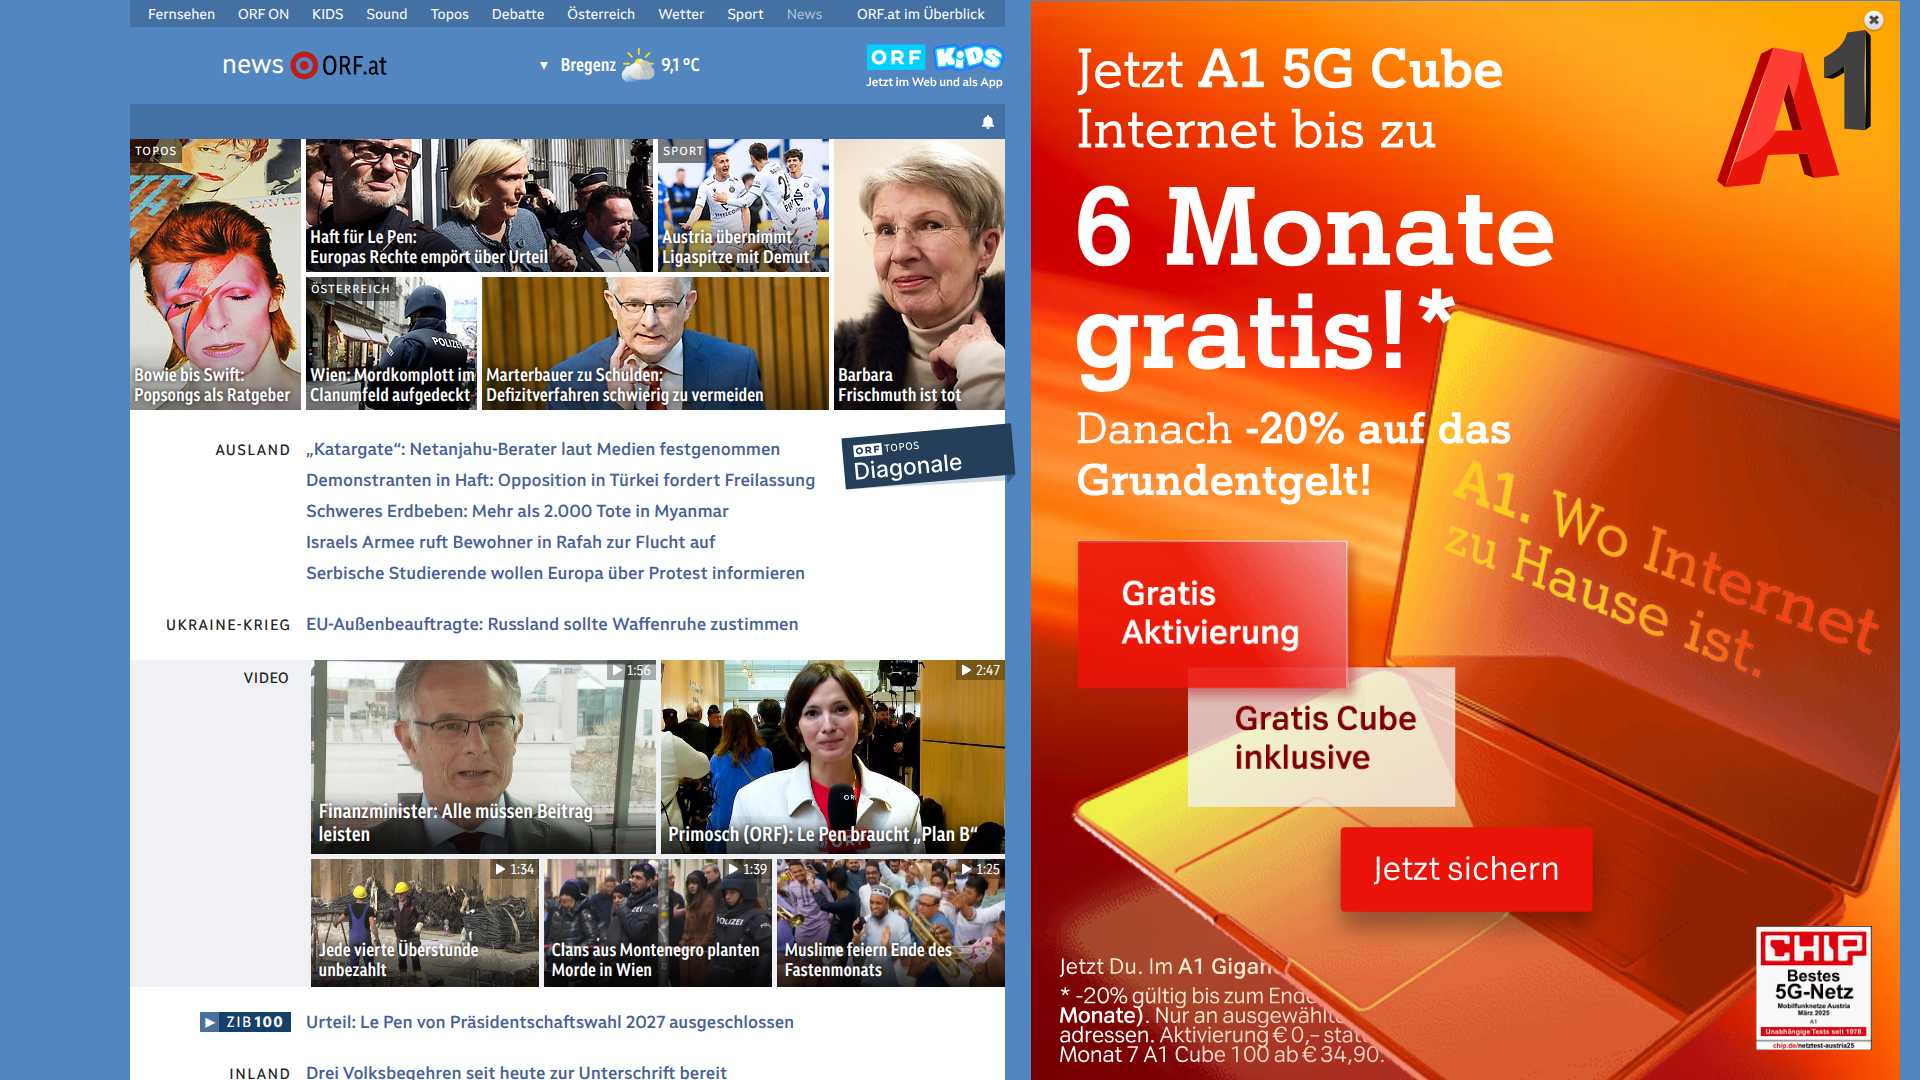 Fernsehen ORF ON KIDS Sound Topos Debatte Österreich Wetter Sport News ORF.at im Überblick
news ORF.at
▼ Bregenz 9,1 °C
ORF KiDS
Jetzt im Web und als App
TOPOS
DAVID
Bowie bis Swift:
Popsongs als Ratgeber
Haft für Le Pen:
Europas Rechte empört über Urteil
SPORT
Austria übernimmt
Ligaspitze mit Demut
ÖSTERREICH
POLIZEI
Wien: Mordkomplott im
Clanumfeld aufgedeckt
Marterbauer zu Schulden:
Defizitverfahren schwierig zu vermeiden
Barbara
Frischmuth ist tot
AUSLAND
„Katargate“: Netanjahu-Berater laut Medien festgenommen
Demonstranten in Haft: Opposition in Türkei fordert Freilassung
Schweres Erdbeben: Mehr als 2.000 Tote in Myanmar
Israels Armee ruft Bewohner in Rafah zur Flucht auf
Serbische Studierende wollen Europa über Protest informieren
ORF TOPOS
Diagonale
UKRAINE-KRIEG
EU-Außenbeauftragte: Russland sollte Waffenruhe zustimmen
VIDEO
1:56
Finanzminister: Alle müssen Beitrag
leisten
2:47
Primosch (ORF): Le Pen braucht „Plan B“
1:34
Jede vierte Überstunde
unbezahlt
1:39
POLIZEI
Clans aus Montenegro planten
Morde in Wien
1:25
Muslime feiern Ende des
Fastenmonats
ZIB100
Urteil: Le Pen von Präsidentschaftswahl 2027 ausgeschlossen
INLAND
Drei Volksbegehren seit heute zur Unterschrift bereit
A1
Jetzt A1 5G Cube
Internet bis zu
6 Monate
gratis!*
Danach -20% auf das
Grundentgelt!
A1. Wo Internet
zu Hause ist.
Gratis
Aktivierung
Gratis Cube
inklusive
Jetzt sichern
Jetzt Du. Im A1 Gigan
* -20% gültig bis zum Ende
Monate). Nur an ausgewählte
adressen. Aktivierung € 0,– stat
Monat 7 A1 Cube 100 ab € 34,90.
CHIP
Bestes
5G-Netz
Mobilfunknetze Austria
März 2025
A1
Unabhängige Tests seit 1978
chip.de/netztest-austria25